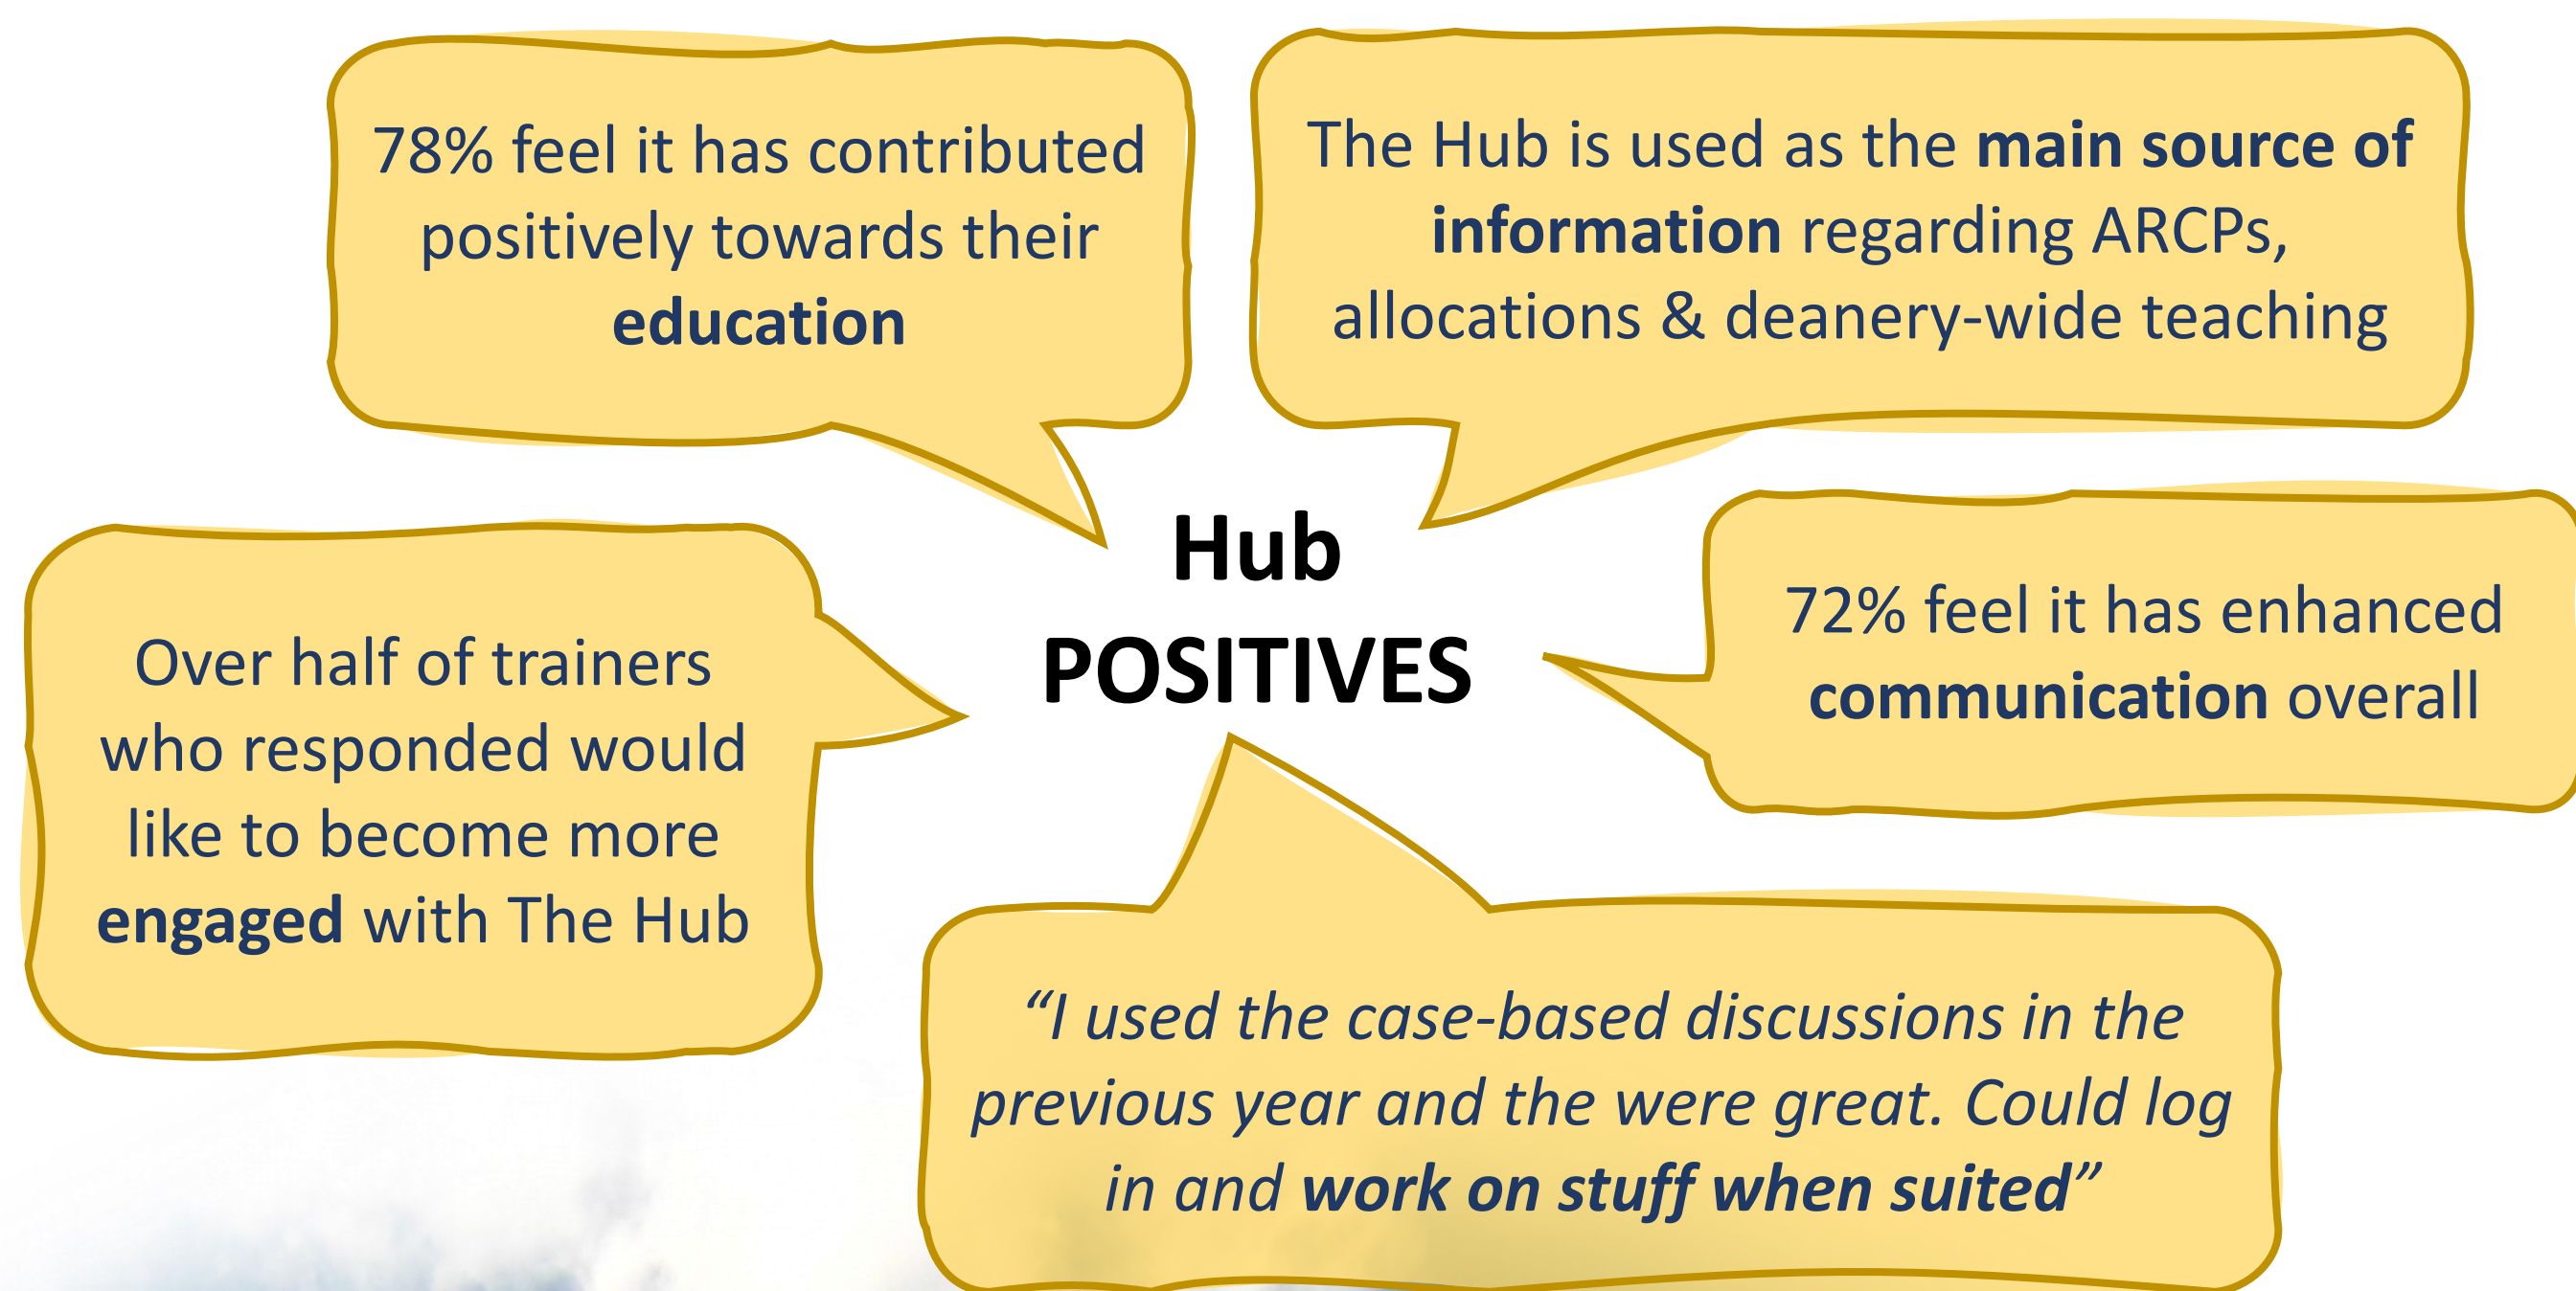 78% feel it has contributed
positively towards their
education
The Hub is used as the main source of
information regarding ARCPs,
allocations & deanery-wide teaching
Hub
POSITIVES
Over half of trainers
who responded would
like to become more
engaged with The Hub
72% feel it has enhanced
communication overall
“I used the case-based discussions in the
previous year and the were great. Could log
in and work on stuff when suited”